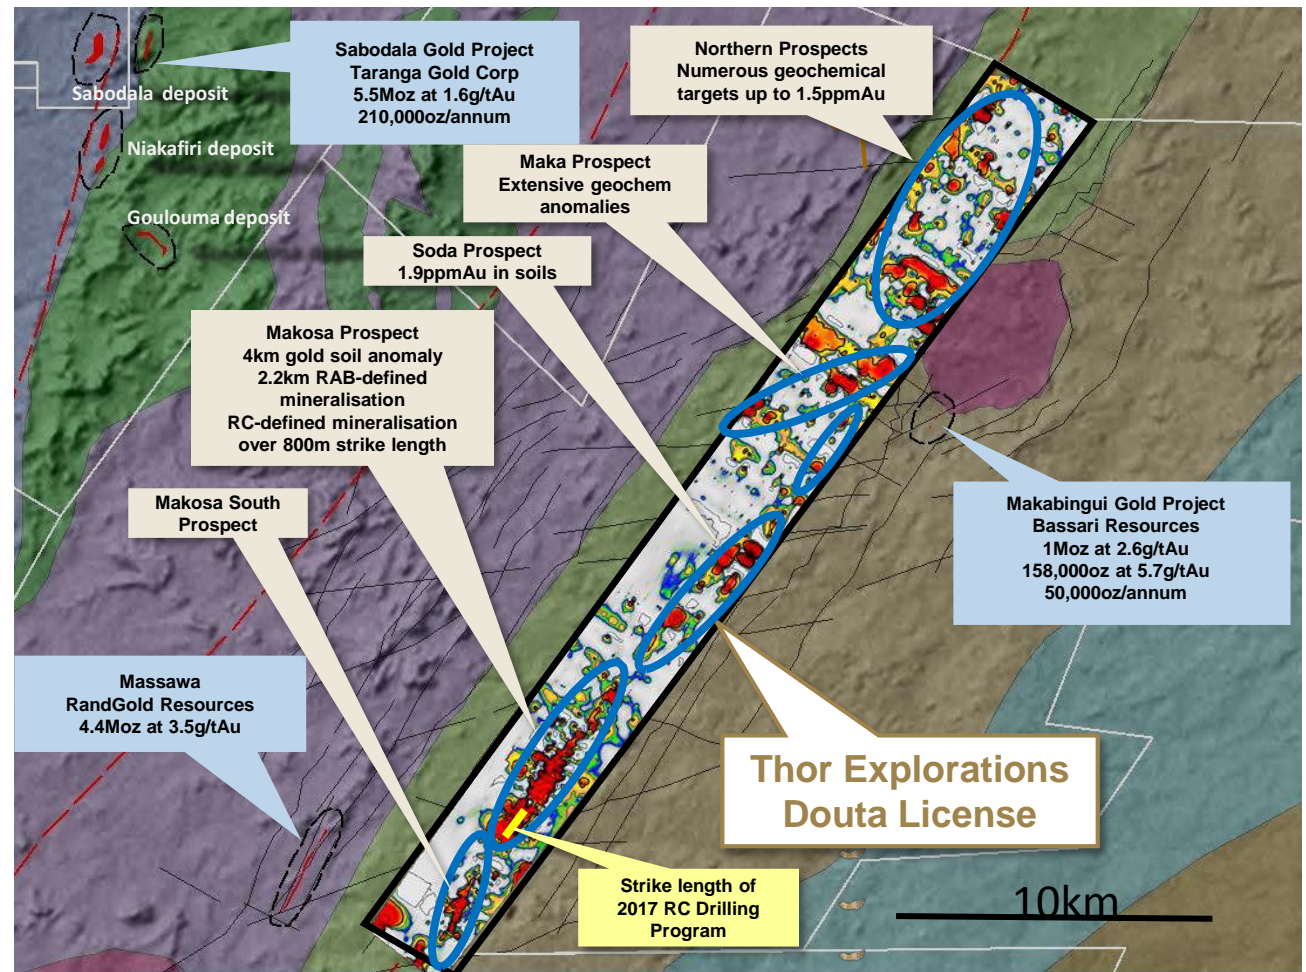 Sabodala Gold Project
Taranga Gold Corp
5.5Moz at 1.6g/tAu
210,000oz/annum
Northern Prospects
Numerous geochemical
targets up to 1.5ppmAu
Sabodala deposit
Niakafiri deposit
Goulouma deposit
Maka Prospect
Extensive geochem
anomalies
Soda Prospect
1.9ppmAu in soils
Makosa Prospect
4km gold soil anomaly
2.2km RAB-defined
mineralisation
RC-defined mineralisation
over 800m strike length
Makosa South
Prospect
Makabingui Gold Project
Bassari Resources
1Moz at 2.6g/tAu
158,000oz at 5.7g/tAu
50,000oz/annum
Massawa
RandGold Resources
4.4Moz at 3.5g/tAu
Thor Explorations
Douta License
Strike length of
2017 RC Drilling
Program
10km